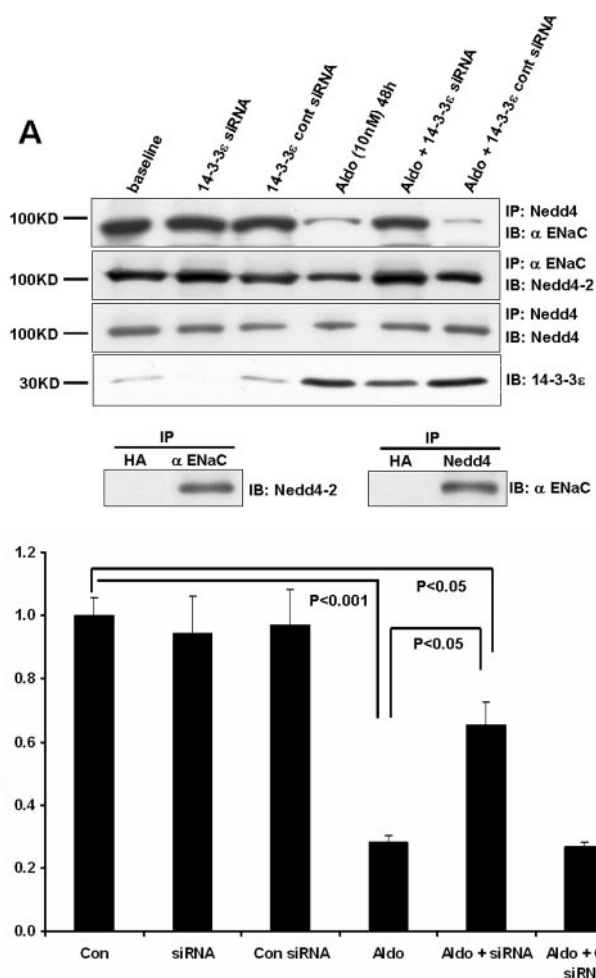 A
baseline
14-3-3ε siRNA
14-3-3ε cont siRNA
Aldo (10nM) 48h
Aldo + 14-3-3ε siRNA
Aldo + 14-3-3ε cont siRNA
100KD
IP: Nedd4
IB: α ENaC
100KD
IP: α ENaC
IB: Nedd4-2
100KD
IP: Nedd4
IB: Nedd4
30KD
IB: 14-3-3ε
IP
HA α ENaC
IB: Nedd4-2
IP
HA Nedd4
IB: α ENaC
1.2
1.0
0.8
0.6
0.4
0.2
0.0
P<0.001
P<0.05
P<0.05
Con
siRNA
Con siRNA
Aldo
Aldo + siRNA
Aldo +
siRN